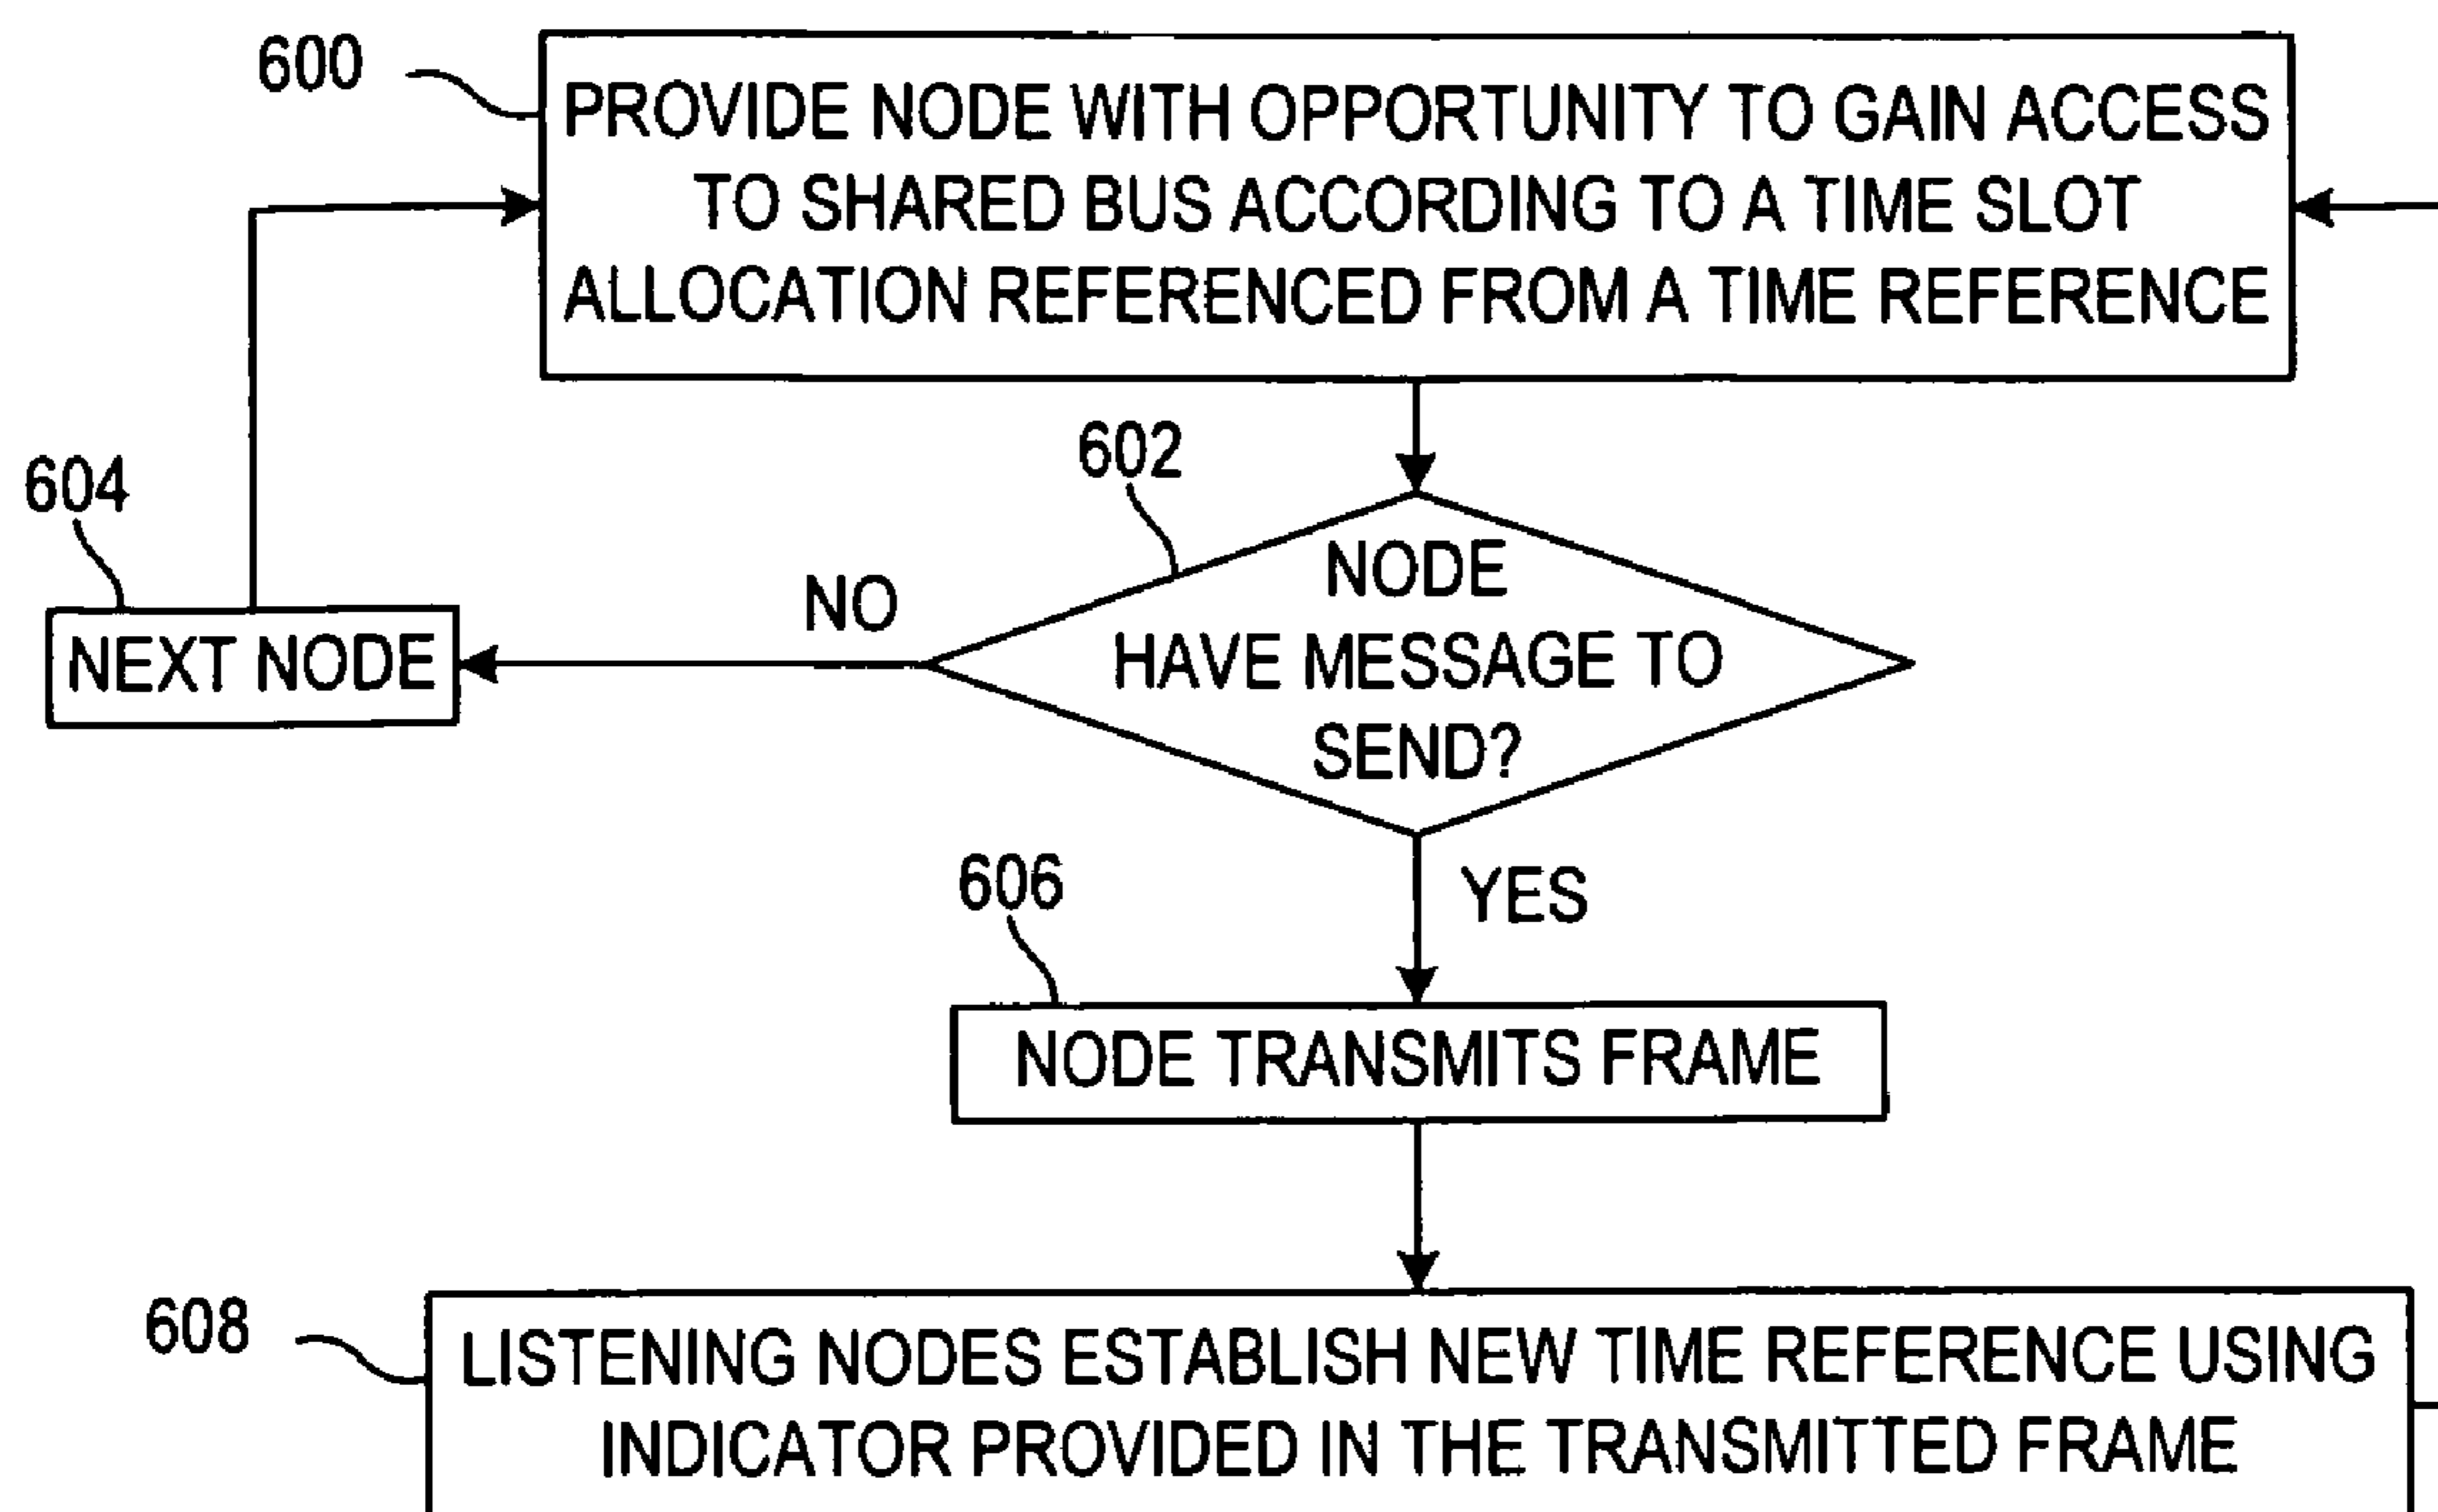 600
PROVIDE NODE WITH OPPORTUNITY TO GAIN ACCESS
TO SHARED BUS ACCORDING TO A TIME SLOT
ALLOCATION REFERENCED FROM A TIME REFERENCE
602
604
NODE
HAVE MESSAGE TO
SEND?
NO
NEXT NODE
YES
606
NODE TRANSMITS FRAME
608
LISTENING NODES ESTABLISH NEW TIME REFERENCE USING
INDICATOR PROVIDED IN THE TRANSMITTED FRAME